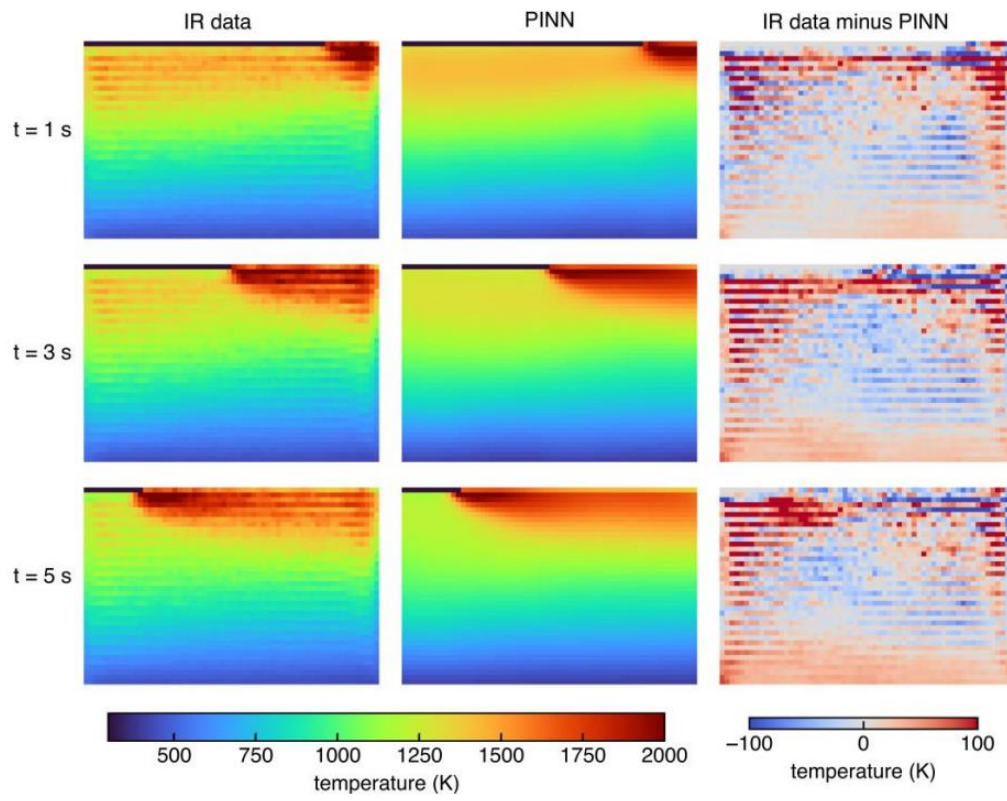 IR data
PINN
IR data minus PINN
t = 1 s
t = 3 s
t = 5 s
500 750 1000 1250 1500 1750 2000
temperature (K)
−100 0 100
temperature (K)